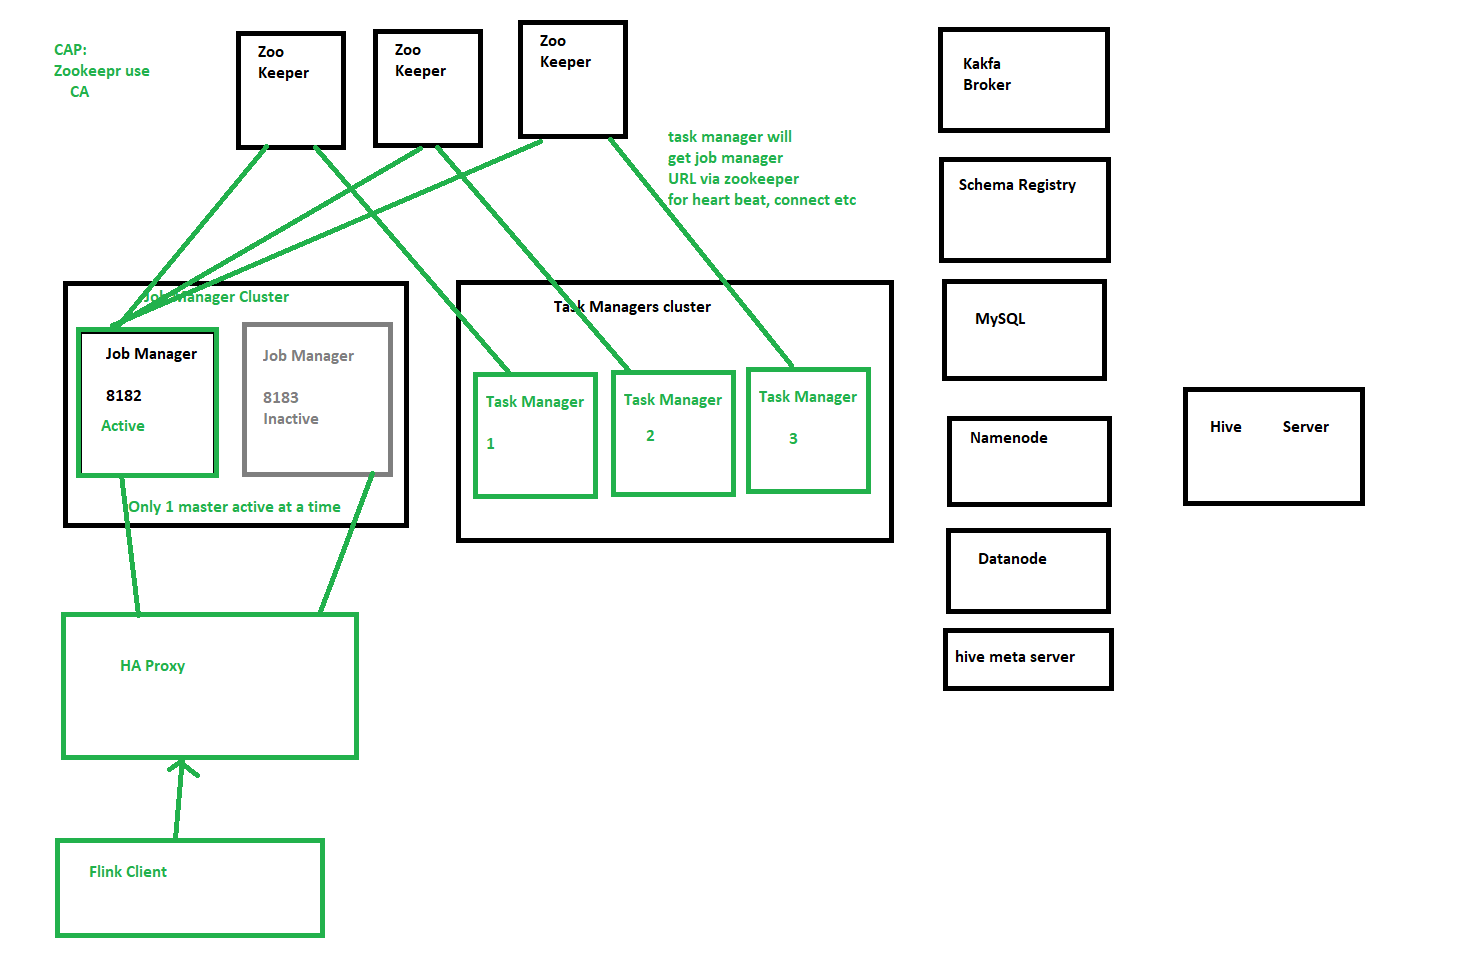 CAP:
Zookeepr use
CA
Zoo
Keeper
Zoo
Keeper
Zoo
Keeper
task manager will
get job manager
URL via zookeeper
for heart beat, connect etc
Job Manager Cluster
Job Manager
8182
Active
Job Manager
8183
Inactive
Only 1 master active at a time
Task Managers cluster
Task Manager
1
Task Manager
2
Task Manager
3
HA Proxy
Flink Client
Kakfa
Broker
Schema Registry
MySQL
Namenode
Datanode
hive meta server
Hive Server